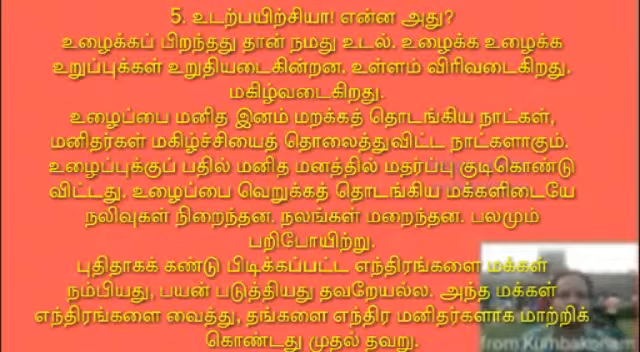 5. உடற்பயிற்சியா! என்ன அது?
உழைக்கப் பிறந்தது தான் நமது உடல். உழைக்க உழைக்க
உறுப்புக்கள் உறுதியடைகின்றன. உள்ளம் விரிவடைகிறது.
மகிழ்வடைகிறது.
உழைப்பை மனித இனம் மறக்கத் தொடங்கிய நாட்கள்,
மனிதர்கள் மகிழ்ச்சியைத் தொலைத்துவிட்ட நாட்களாகும்.
உழைப்புக்குப் பதில் மனித மனத்தில் மதர்ப்பு குடிகொண்டு
விட்டது. உழைப்பை வெறுக்கத் தொடங்கிய மக்களிடையே
நலிவுகள் நிறைந்தன. நலங்கள் மறைந்தன. பலமும்
பறிபோயிற்று.
புதிதாகக் கண்டு பிடிக்கப்பட்ட எந்திரங்களை மக்கள்
நம்பியது, பயன் படுத்தியது தவறேயல்ல. அந்த மக்கள்
எந்திரங்களை வைத்து, தங்களை எந்திர மனிதர்களாக மாற்றிக்
கொண்டது முதல் தவறு.
from Kumbakonam